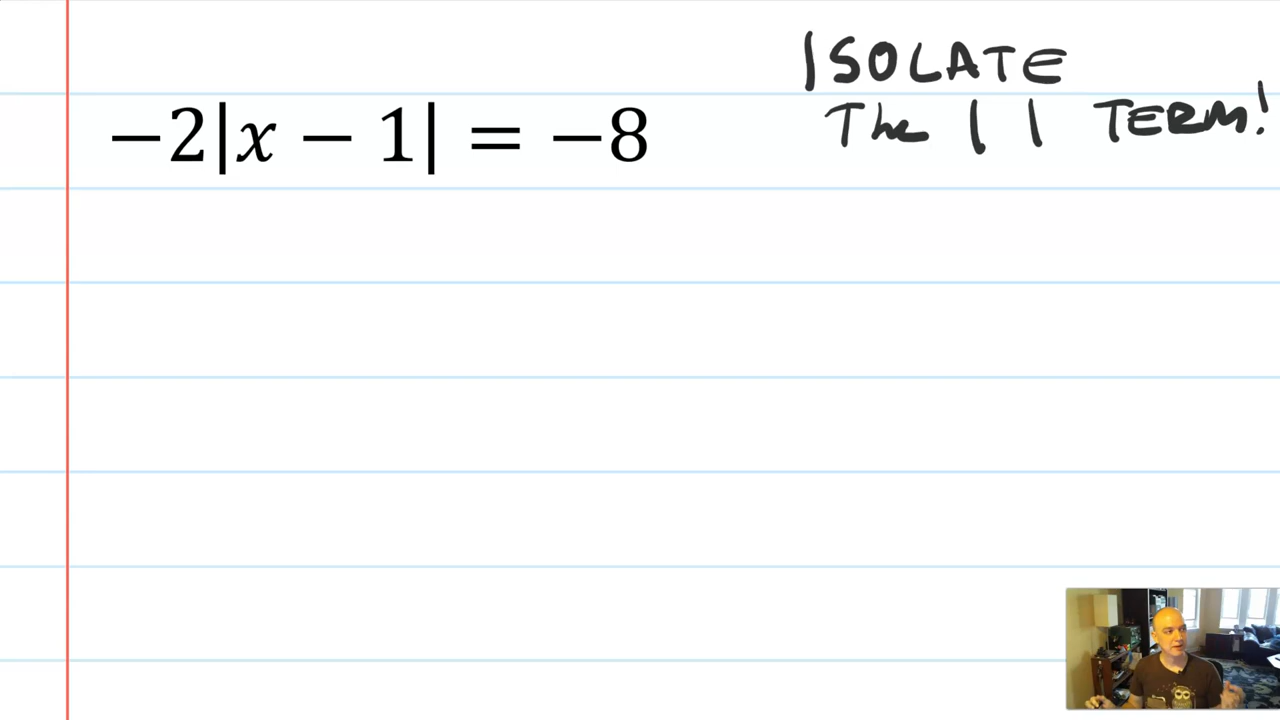 −2|x − 1| = −8
ISOLATE
The | | TERM!